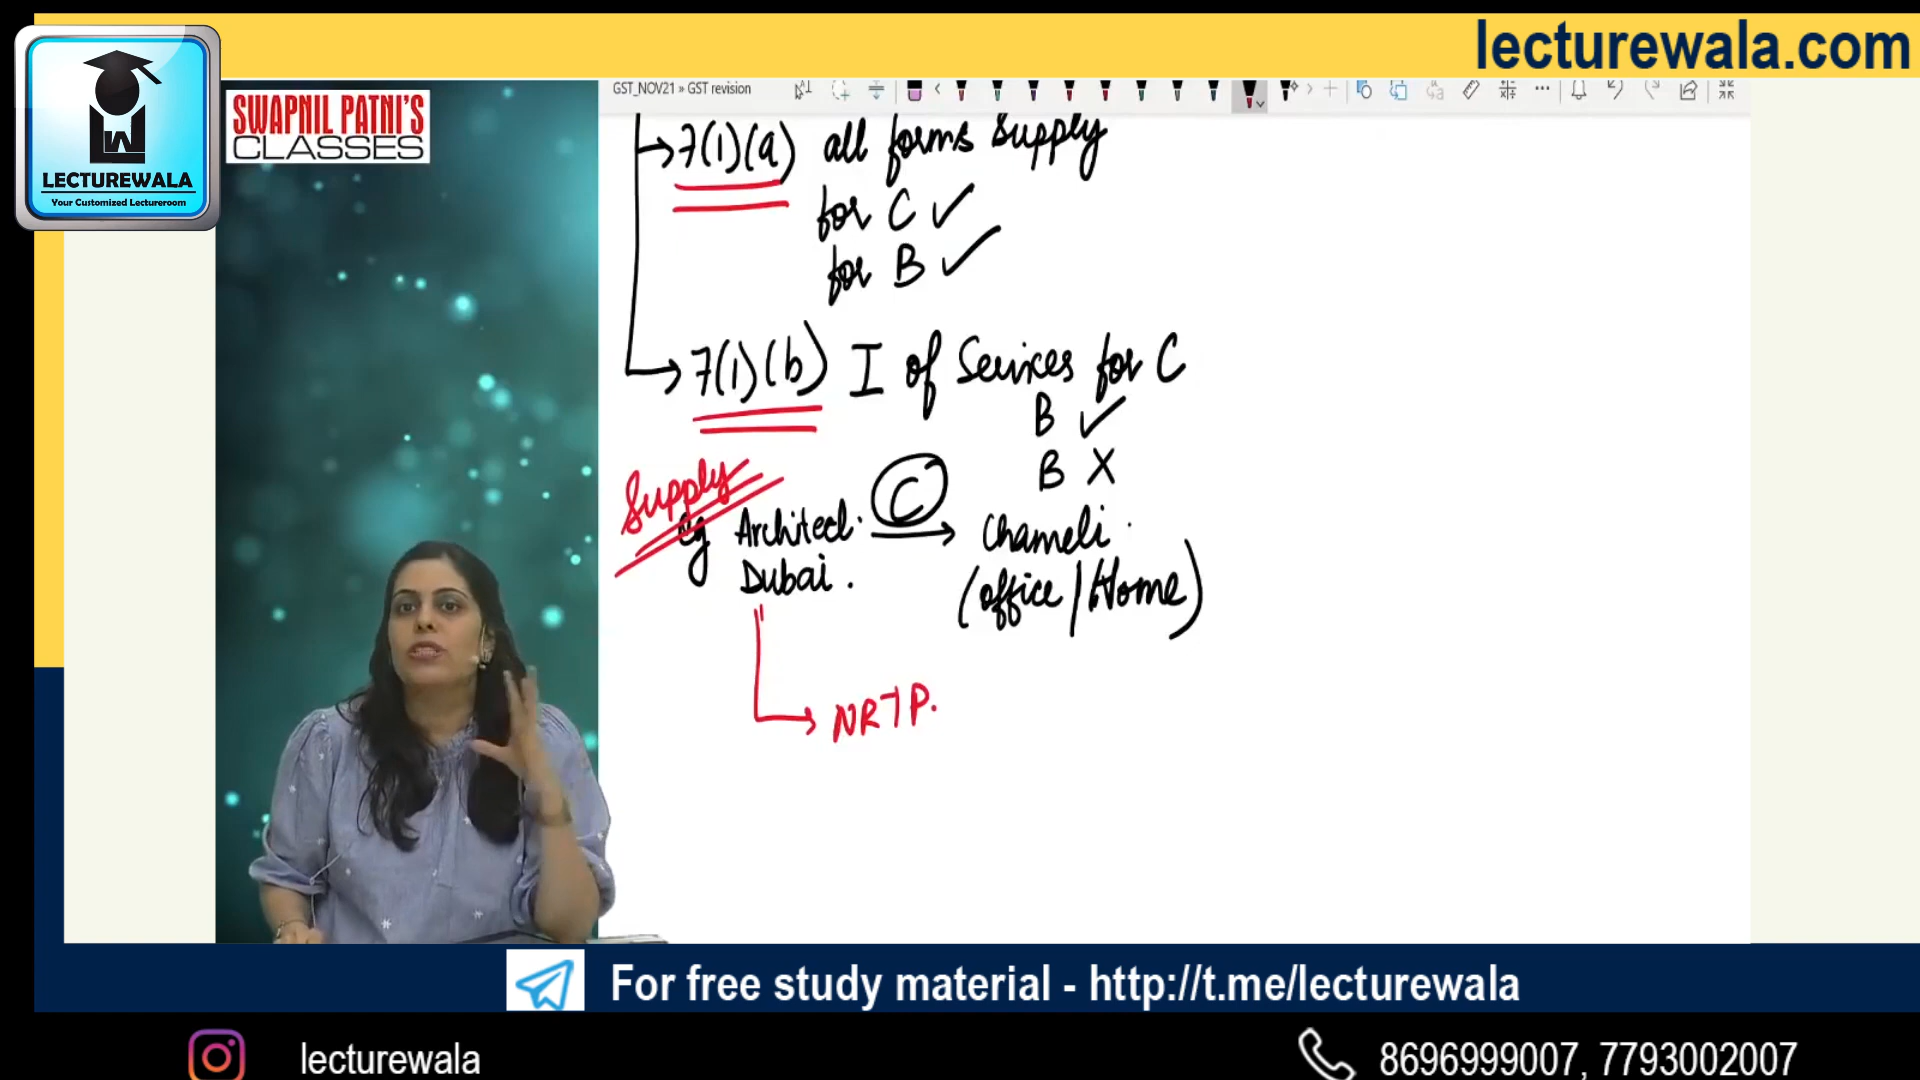 lecturewala.com
LW
LECTUREWALA
Your Customized Lectureroom
SWAPNIL PATNI'S
CLASSES
GST_NOV21 » GST revision
7(1)(a) all forms Supply
for C ✓
for B ✓
7(1)(b) I of Services for C
B ✓
B X
Supply
eg Architect. C Chameli.
Dubai. (office/Home)
NRTP.
For free study material - http://t.me/lecturewala
lecturewala
8696999007, 7793002007